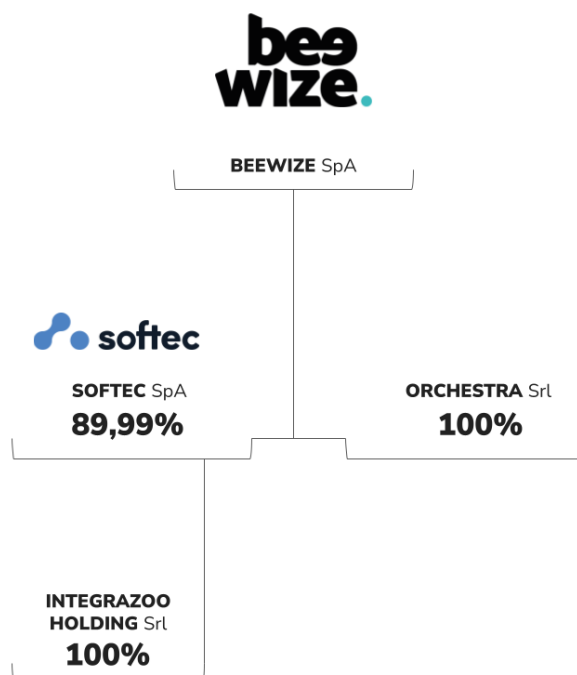 bee
wize.
BEEWIZE SpA
softec
SOFTEC SpA
89,99%
ORCHESTRA Srl
100%
INTEGRAZOO
HOLDING Srl
100%